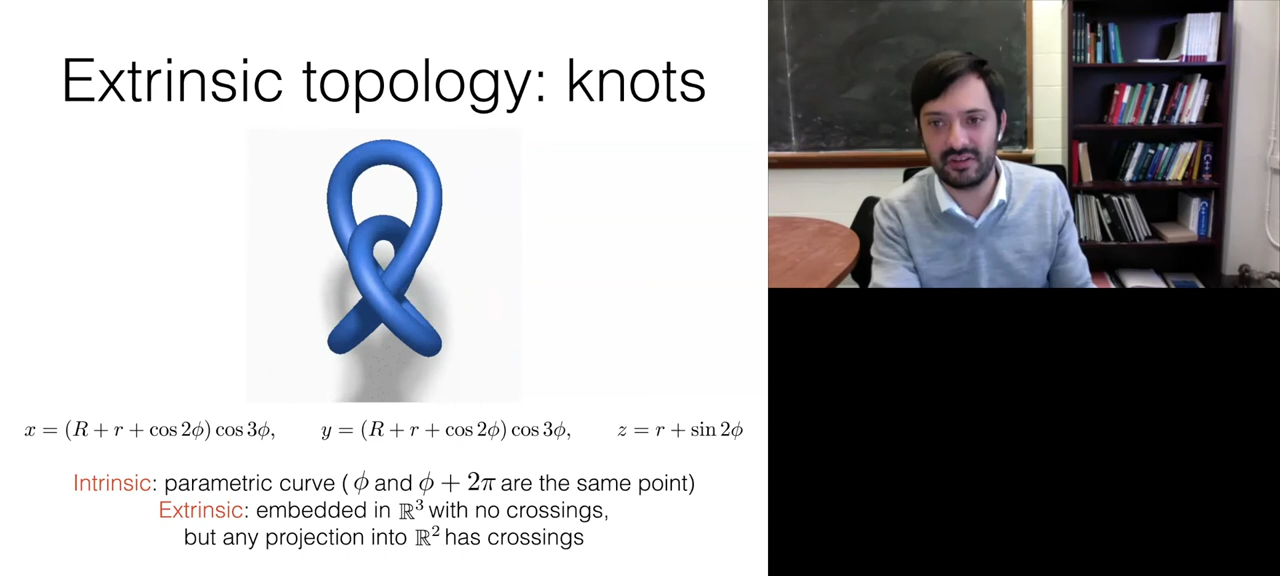 Extrinsic topology: knots
x = (R + r + cos 2ϕ) cos 3ϕ, y = (R + r + cos 2ϕ) cos 3ϕ, z = r + sin 2ϕ
Intrinsic: parametric curve ( ϕ and ϕ + 2π are the same point)
Extrinsic: embedded in ℝ³ with no crossings,
but any projection into ℝ² has crossings